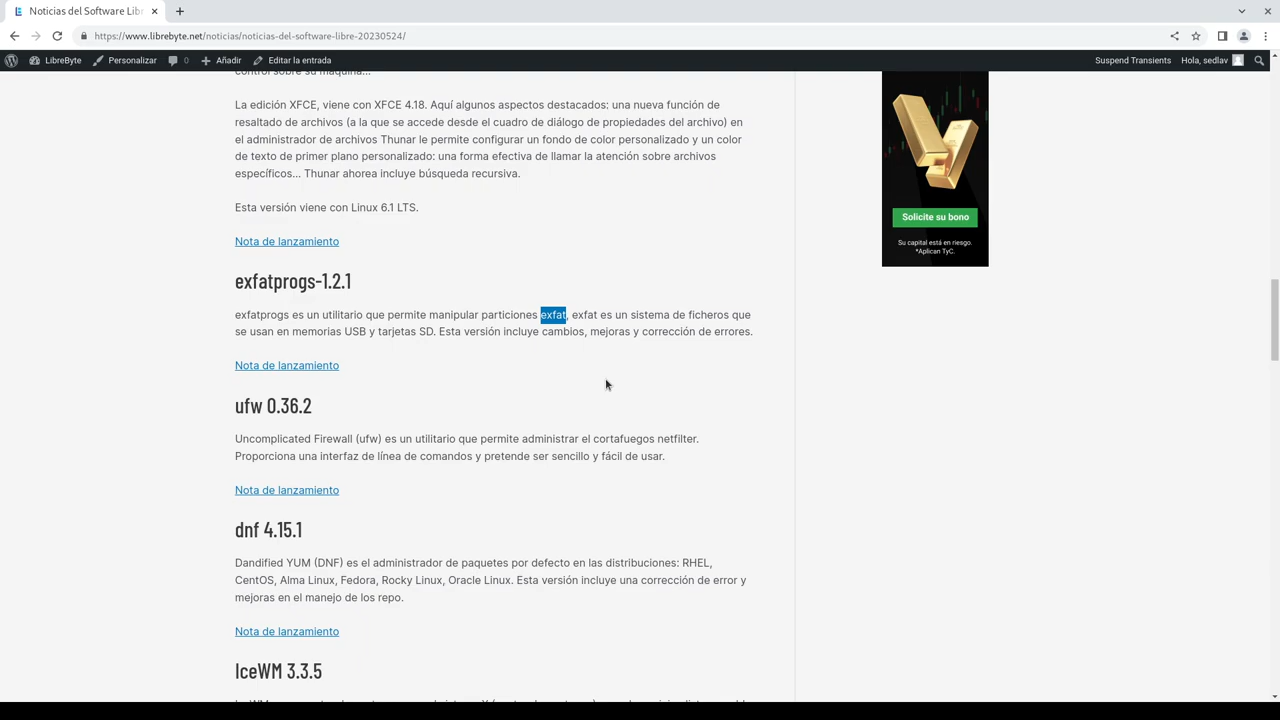 Noticias del Software Lib
https://www.librebyte.net/noticias/noticias-del-software-libre-20230524/
LibreByte
Personalizar
0
Añadir
Editar la entrada
Suspend Transients
Hola, sedlav
control sobre su máquina...
La edición XFCE, viene con XFCE 4.18. Aquí algunos aspectos destacados: una nueva función de
resaltado de archivos (a la que se accede desde el cuadro de diálogo de propiedades del archivo) en
el administrador de archivos Thunar le permite configurar un fondo de color personalizado y un color
de texto de primer plano personalizado: una forma efectiva de llamar la atención sobre archivos
específicos... Thunar ahorea incluye búsqueda recursiva.
Esta versión viene con Linux 6.1 LTS.
Nota de lanzamiento
exfatprogs-1.2.1
exfatprogs es un utilitario que permite manipular particiones exfat, exfat es un sistema de ficheros que
se usan en memorias USB y tarjetas SD. Esta versión incluye cambios, mejoras y corrección de errores.
Nota de lanzamiento
ufw 0.36.2
Uncomplicated Firewall (ufw) es un utilitario que permite administrar el cortafuegos netfilter.
Proporciona una interfaz de línea de comandos y pretende ser sencillo y fácil de usar.
Nota de lanzamiento
dnf 4.15.1
Dandified YUM (DNF) es el administrador de paquetes por defecto en las distribuciones: RHEL,
CentOS, Alma Linux, Fedora, Rocky Linux, Oracle Linux. Esta versión incluye una corrección de error y
mejoras en el manejo de los repo.
Nota de lanzamiento
IceWM 3.3.5
Solicite su bono
Su capital está en riesgo.
*Aplican TyC.